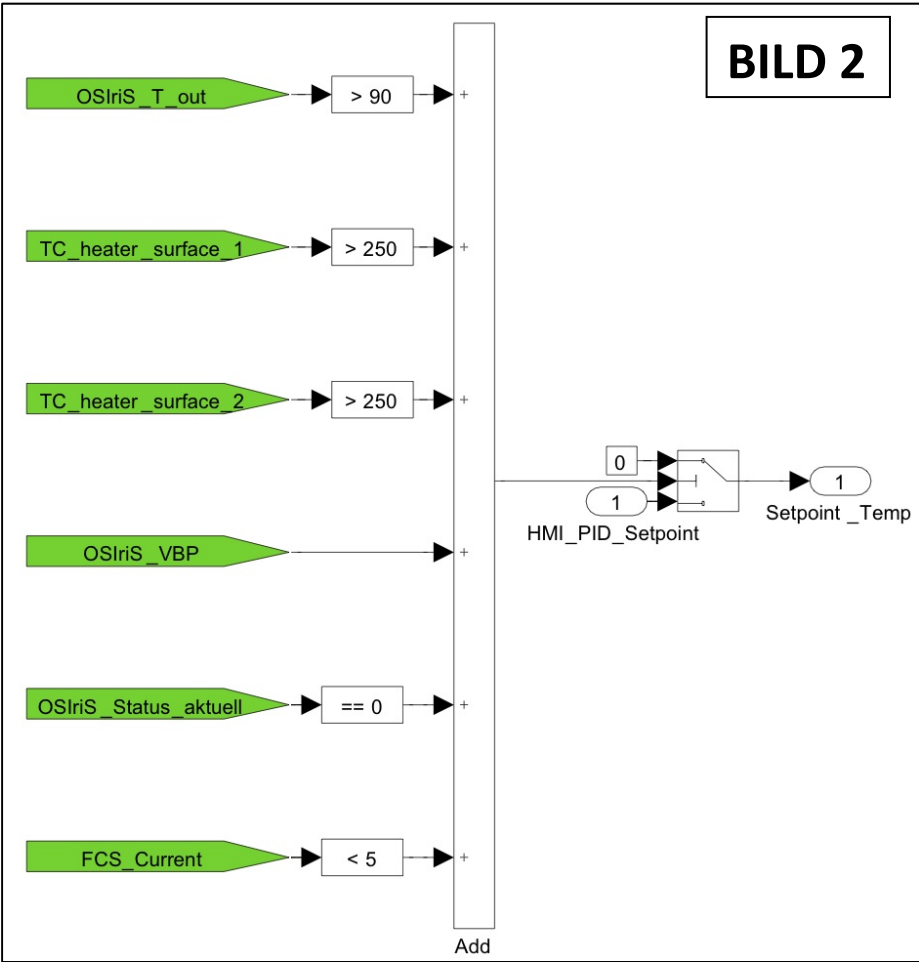 BILD 2
OSIriS_T_out
> 90
+
TC_heater_surface_1
> 250
+
TC_heater_surface_2
> 250
+
0
1
HMI_PID_Setpoint
1
Setpoint _Temp
OSIriS_VBP
+
OSIriS_Status_aktuell
== 0
+
FCS_Current
< 5
+
Add